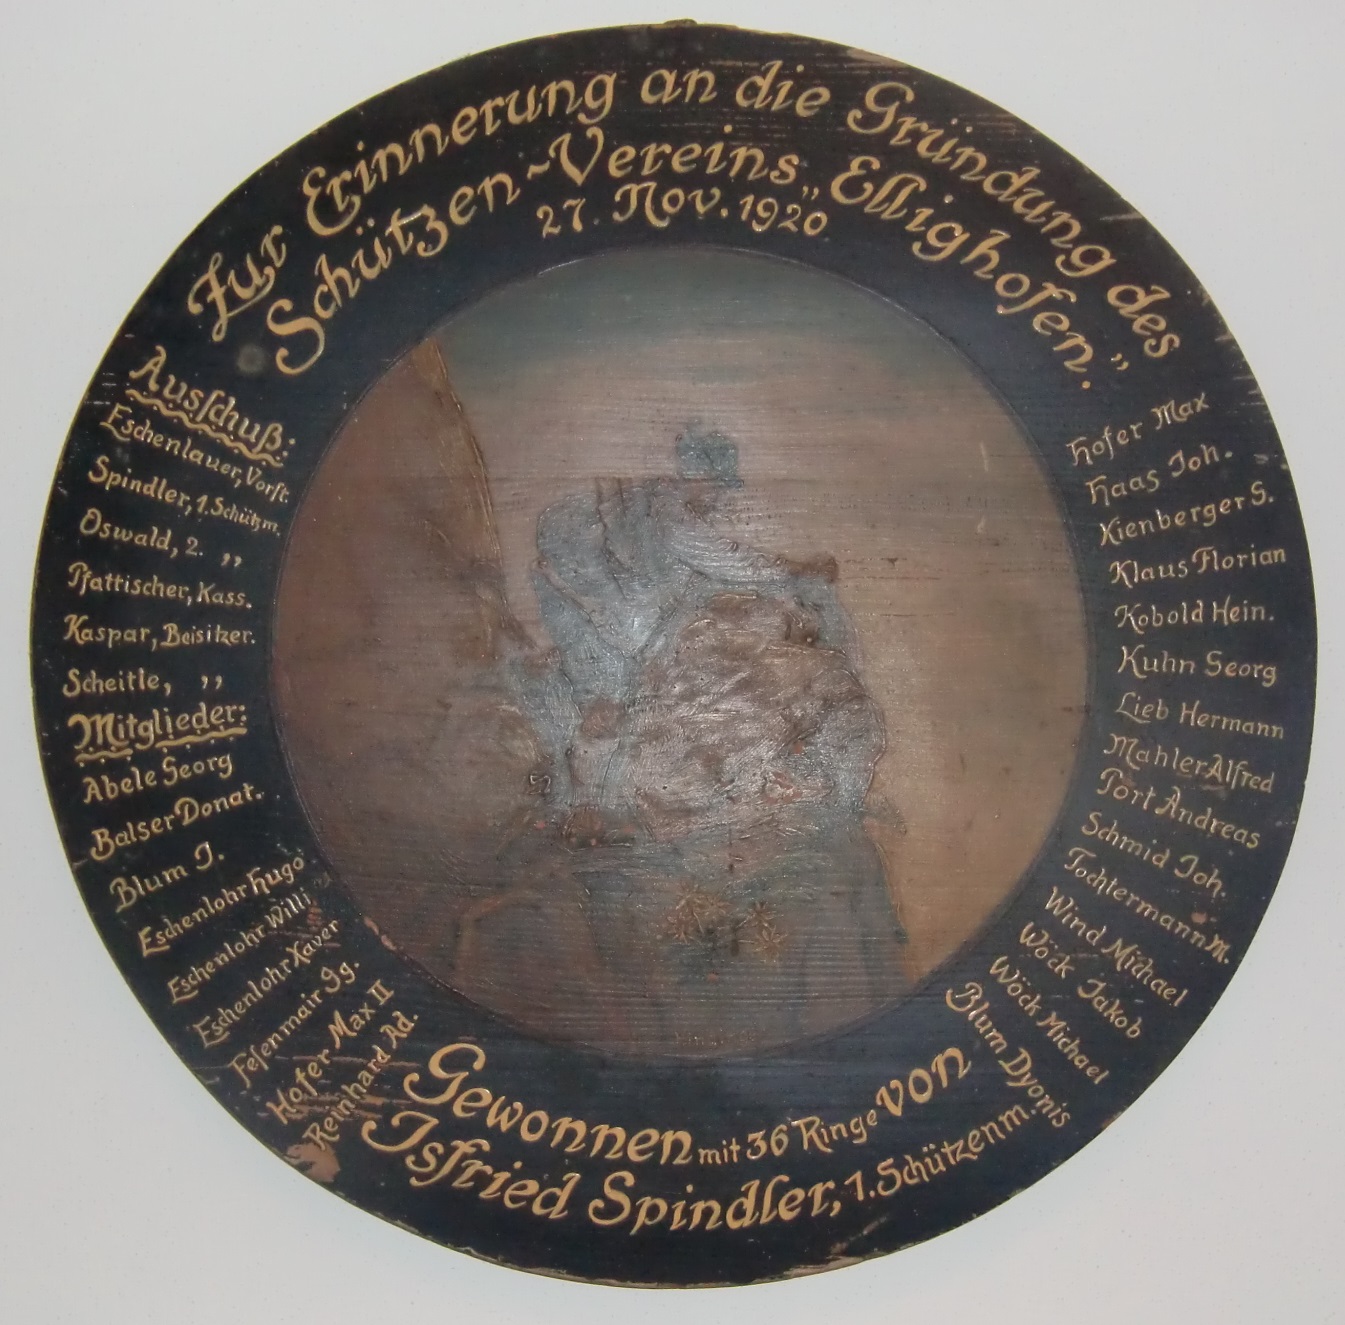 Zur Erinnerung an die Gründung des
Schützen-Vereins „Ellighofen."
27. Nov. 1920
Ausschuß:
Eschenlauer, Vorst.
Spindler, 1. Schützm.
Oswald, 2. „
Pfattischer, Kass.
Kaspar, Beisitzer.
Scheitle, „
Mitglieder:
Abele Georg
Balser Donat.
Blum J.
Eschenlohr Hugo
Eschenlohr Willi
Eschenlohr Xaver
Fesenmair Gg.
Hofer Max II
Reinhard Ad.
Hofer Max
Haas Joh.
Kienberger G.
Klaus Florian
Kobold Hein.
Kuhn Georg
Lieb Hermann
Mahler Alfred
Port Andreas
Schmid Joh.
Tochtermann M.
Wind Michael
Wöck Jakob
Wöck Michael
Blum Dyonis
Gewonnen mit 36 Ringe von
Isfried Spindler, 1. Schützenm.